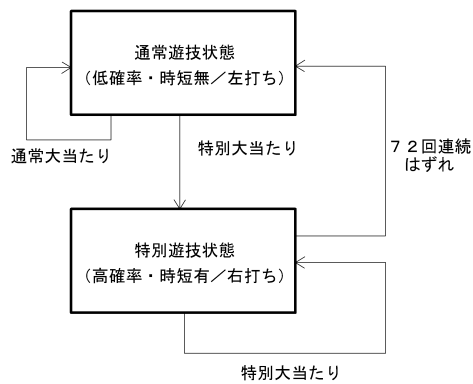 通常遊技状態
(低確率・時短無／左打ち)
通常大当たり
特別大当たり
７２回連続
はずれ
特別遊技状態
(高確率・時短有／右打ち)
特別大当たり